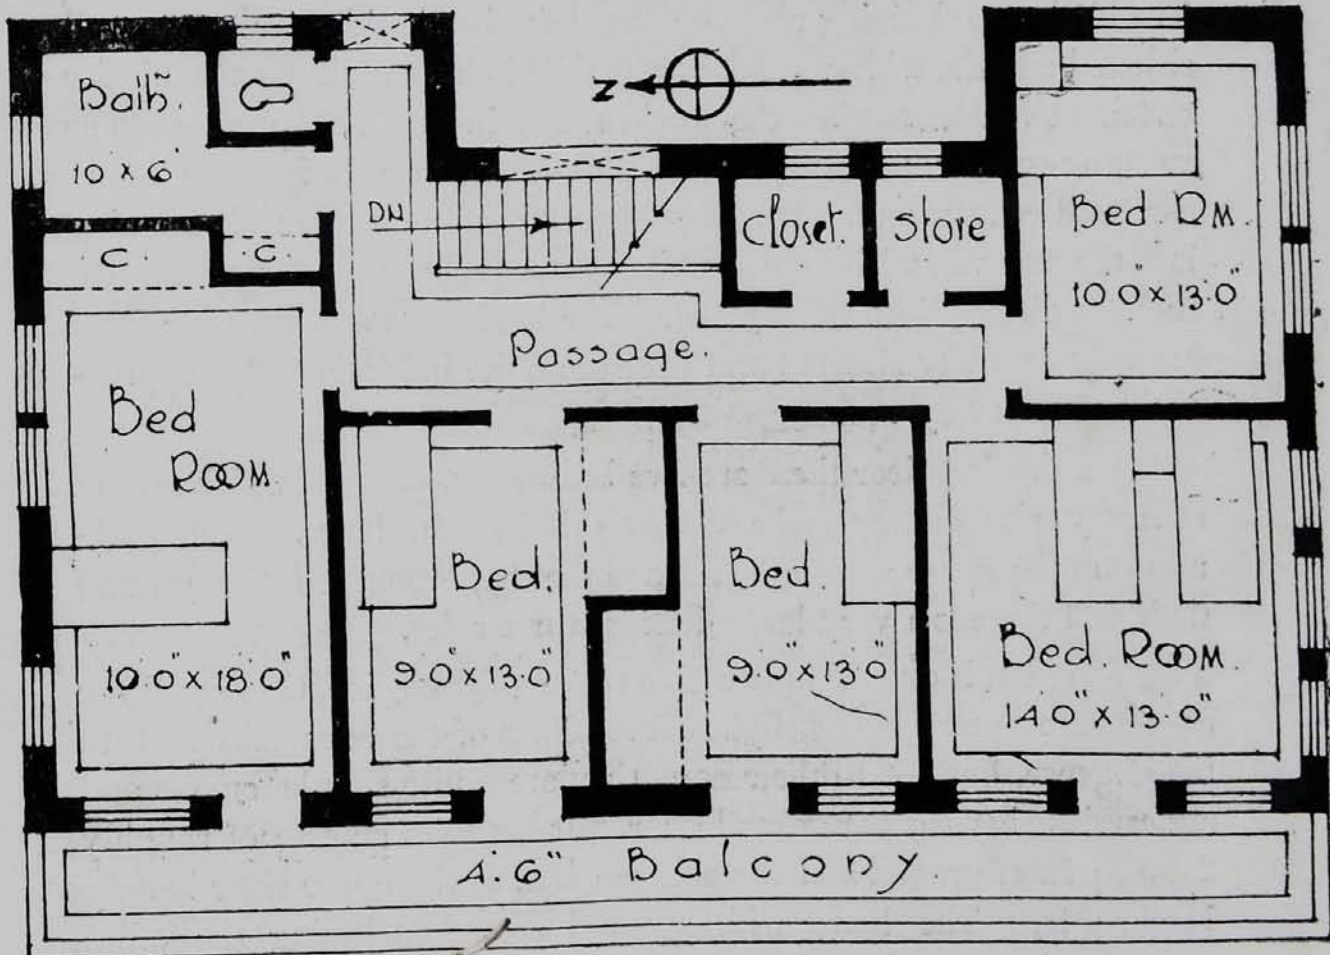 Bath.
10 x 6'
C.
C.
N
DN
Closet.
Store
Bed RM.
10.0" x 13.0"
Passage.
Bed
ROOM
10.0" x 18.0"
Bed.
9.0" x 13.0"
Bed.
9.0" x 13.0"
Bed. ROOM.
14.0" x 13.0"
4.6" Balcony.